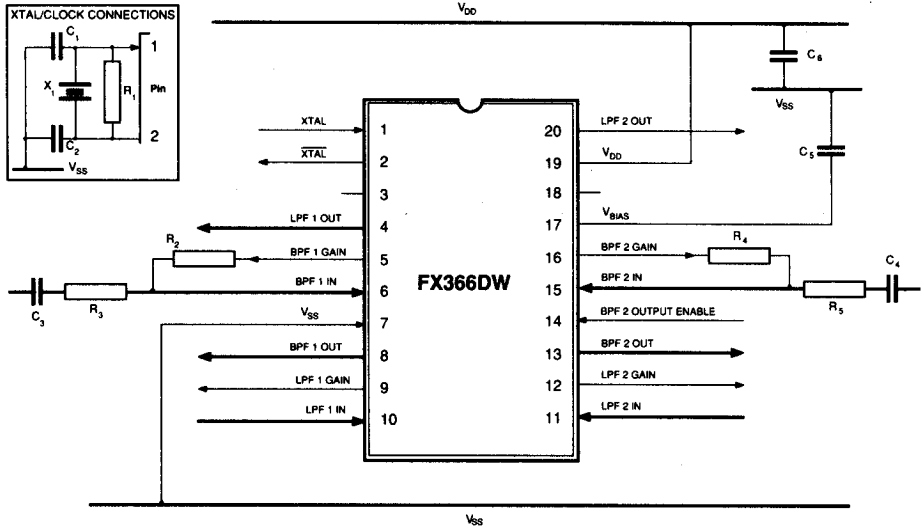 XTAL/CLOCK CONNECTIONS
C1
1
X1
R1
Pin
C2
2
VSS
VDD
C6
VSS
C5
XTAL
1
XTAL
2
3
LPF 1 OUT
4
R2
BPF 1 GAIN
5
C3
R3
BPF 1 IN
6
VSS
7
BPF 1 OUT
8
LPF 1 GAIN
9
LPF 1 IN
10
FX366DW
20
LPF 2 OUT
19
VDD
18
17
VBIAS
16
BPF 2 GAIN
R4
15
BPF 2 IN
R5
C4
14
BPF 2 OUTPUT ENABLE
13
BPF 2 OUT
12
LPF 2 GAIN
11
LPF 2 IN
VSS